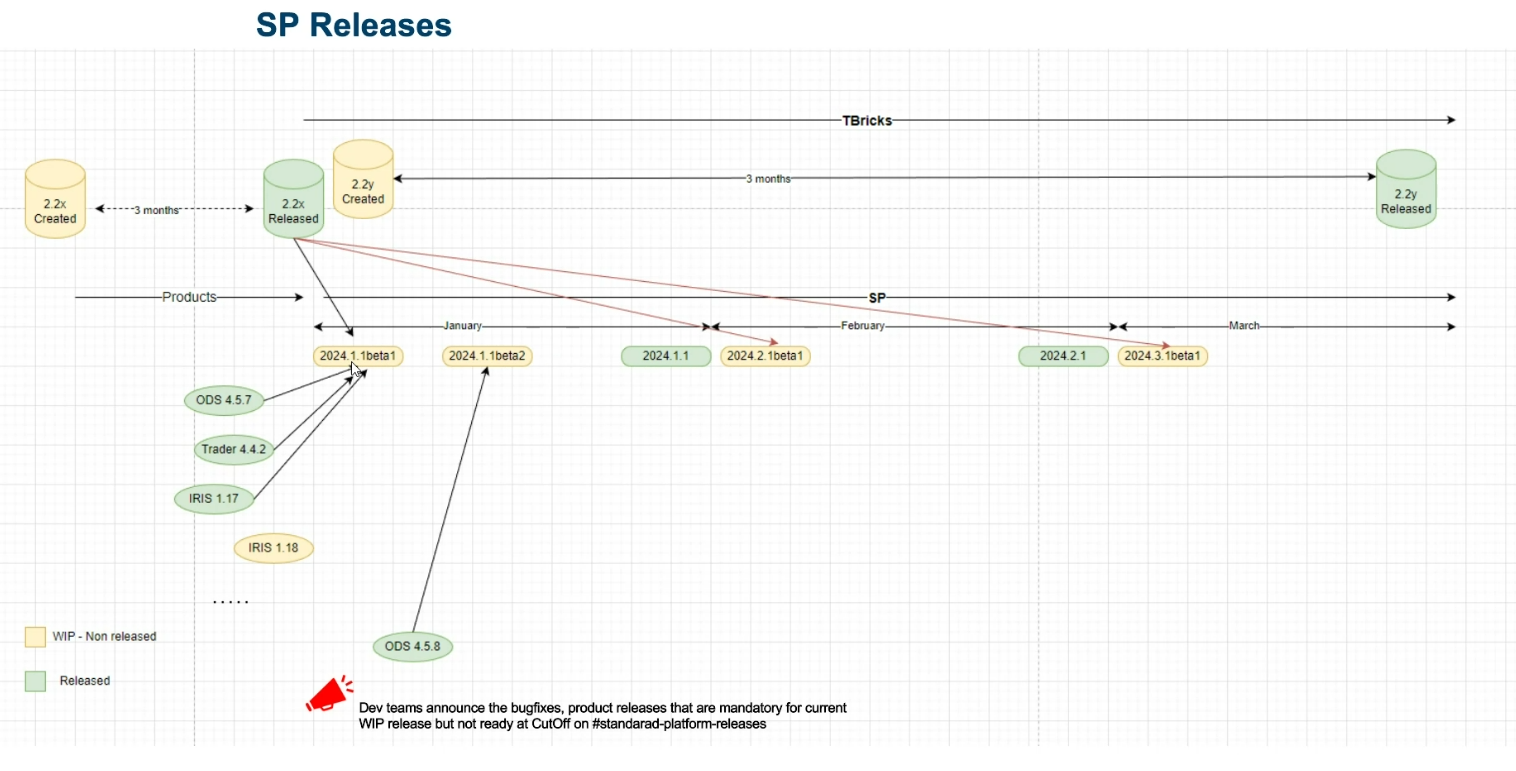 SP Releases
TBricks
2.2x
Created
3 months
2.2x
Released
2.2y
Created
3 months
2.2y
Released
Products
SP
January
February
March
2024.1.1beta1
2024.1.1beta2
2024.1.1
2024.2.1beta1
2024.2.1
2024.3.1beta1
ODS 4.5.7
Trader 4.4.2
IRIS 1.17
IRIS 1.18
.....
WIP - Non released
ODS 4.5.8
Released
Dev teams announce the bugfixes, product releases that are mandatory for current
WIP release but not ready at CutOff on #standarad-platform-releases